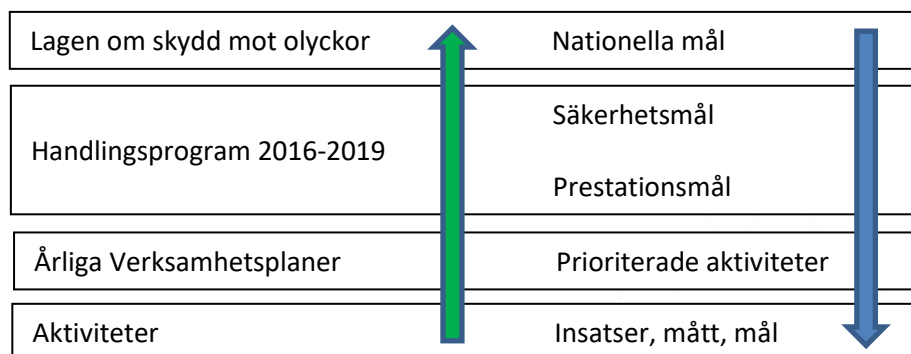 Lagen om skydd mot olyckor Nationella mål
Handlingsprogram 2016-2019
Säkerhetsmål
Prestationsmål
Årliga Verksamhetsplaner Prioriterade aktiviteter
Aktiviteter Insatser, mått, mål